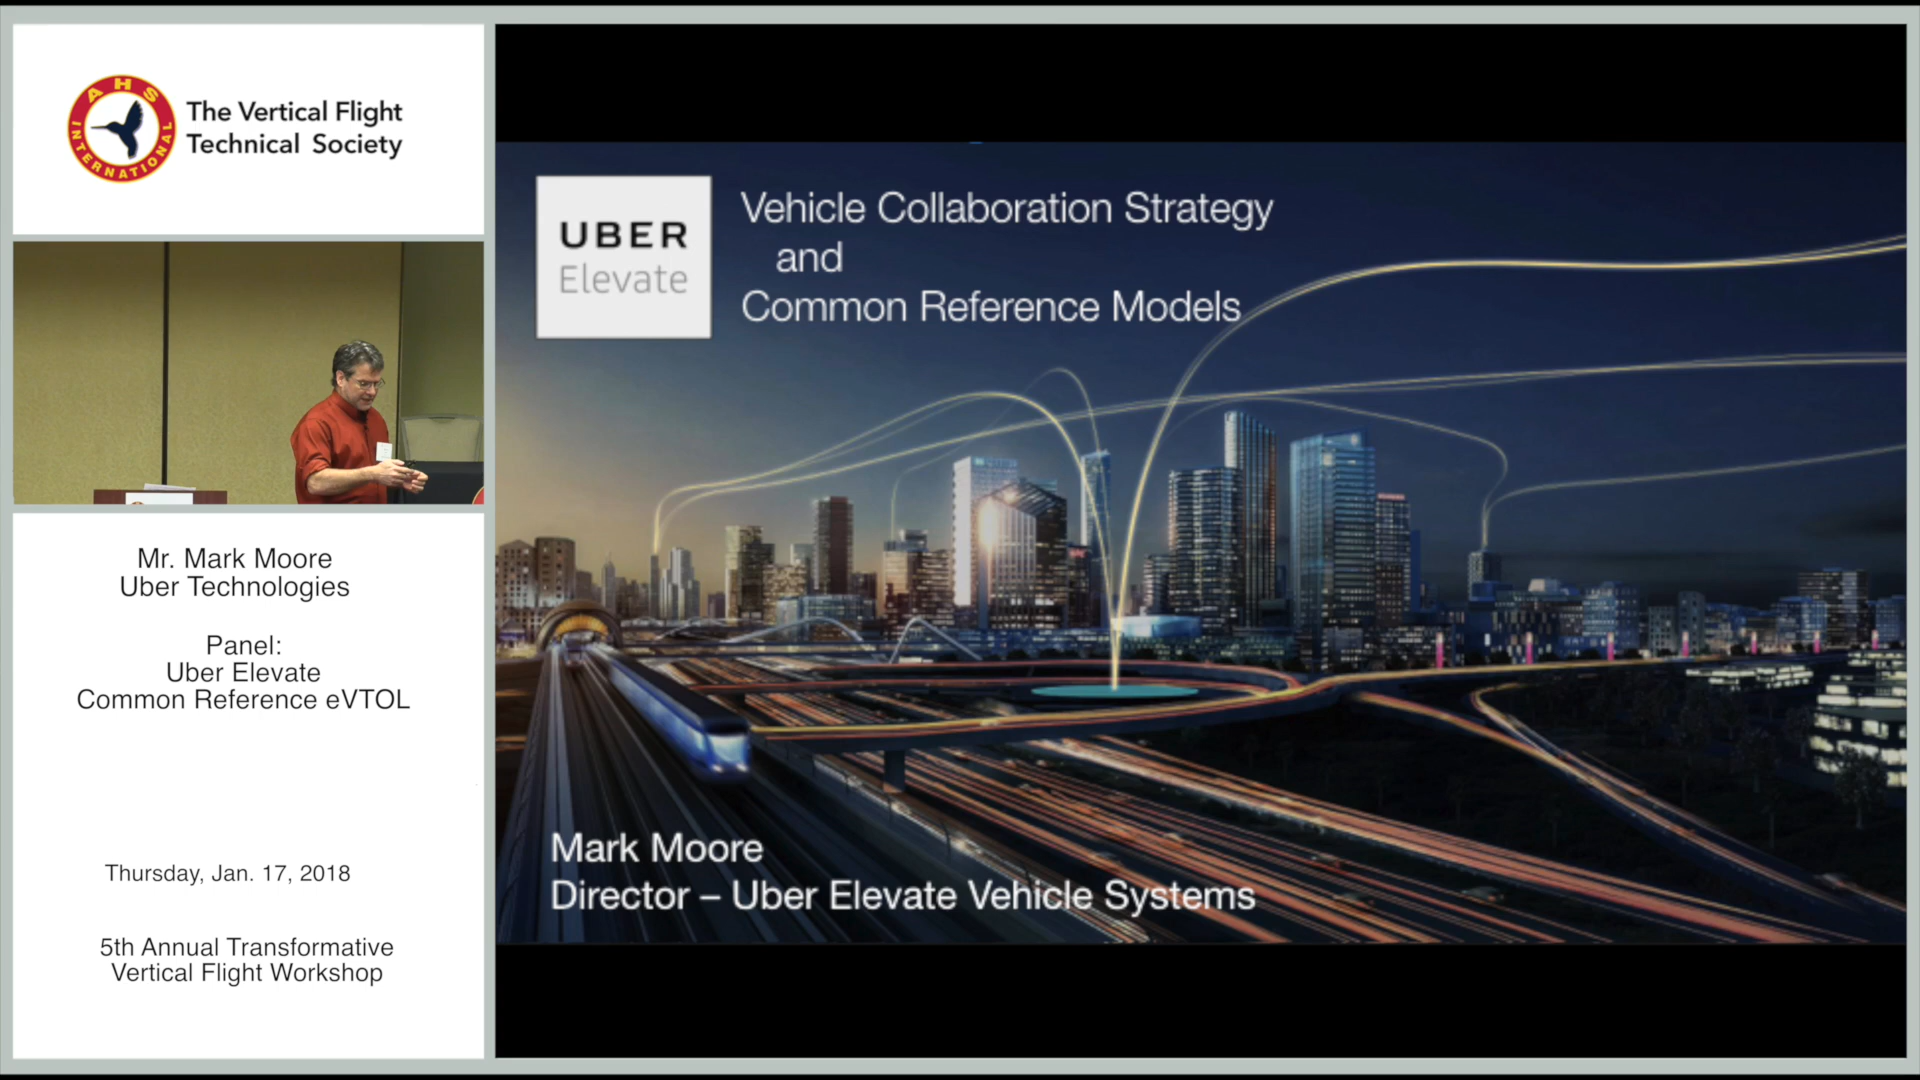 AHS
INTERNATIONAL
The Vertical Flight
Technical Society
Mr. Mark Moore
Uber Technologies
Panel:
Uber Elevate
Common Reference eVTOL
Thursday, Jan. 17, 2018
5th Annual Transformative
Vertical Flight Workshop
UBER
Elevate
Vehicle Collaboration Strategy
and
Common Reference Models
Mark Moore
Director – Uber Elevate Vehicle Systems